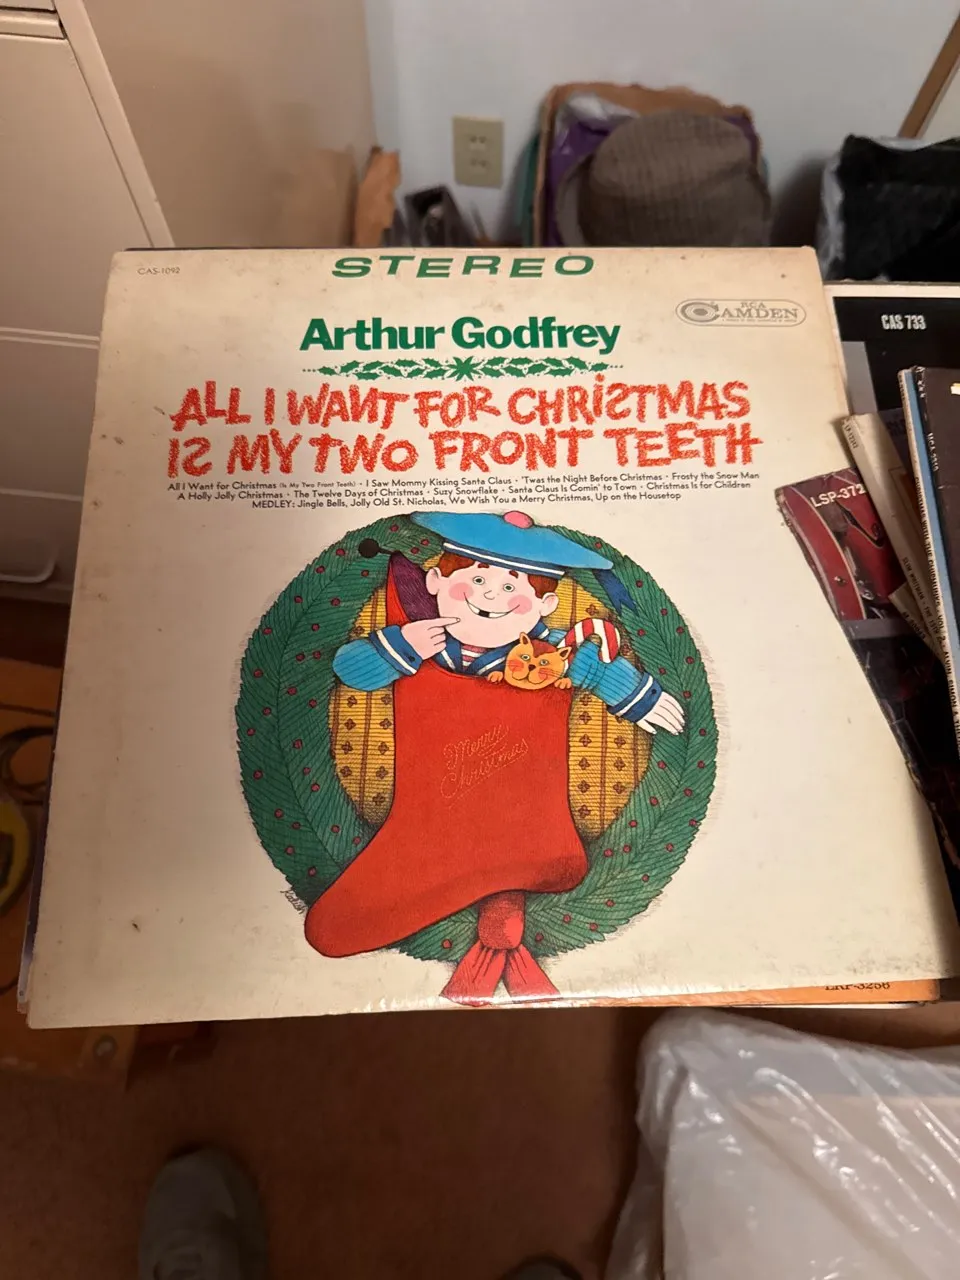 CAS-1092
STEREO
RCA
CAMDEN
Arthur Godfrey
ALL I WANT FOR CHRISTMAS
IS MY TWO FRONT TEETH
All I Want for Christmas (Is My Two Front Teeth) · I Saw Mommy Kissing Santa Claus · 'Twas the Night Before Christmas · Frosty the Snow Man
A Holly Jolly Christmas · The Twelve Days of Christmas · Suzy Snowflake · Santa Claus Is Comin' to Town · Christmas Is for Children
MEDLEY: Jingle Bells, Jolly Old St. Nicholas, We Wish You a Merry Christmas, Up on the Housetop
Merry
Christmas
CAS 733
LSP-372
LRP-3256